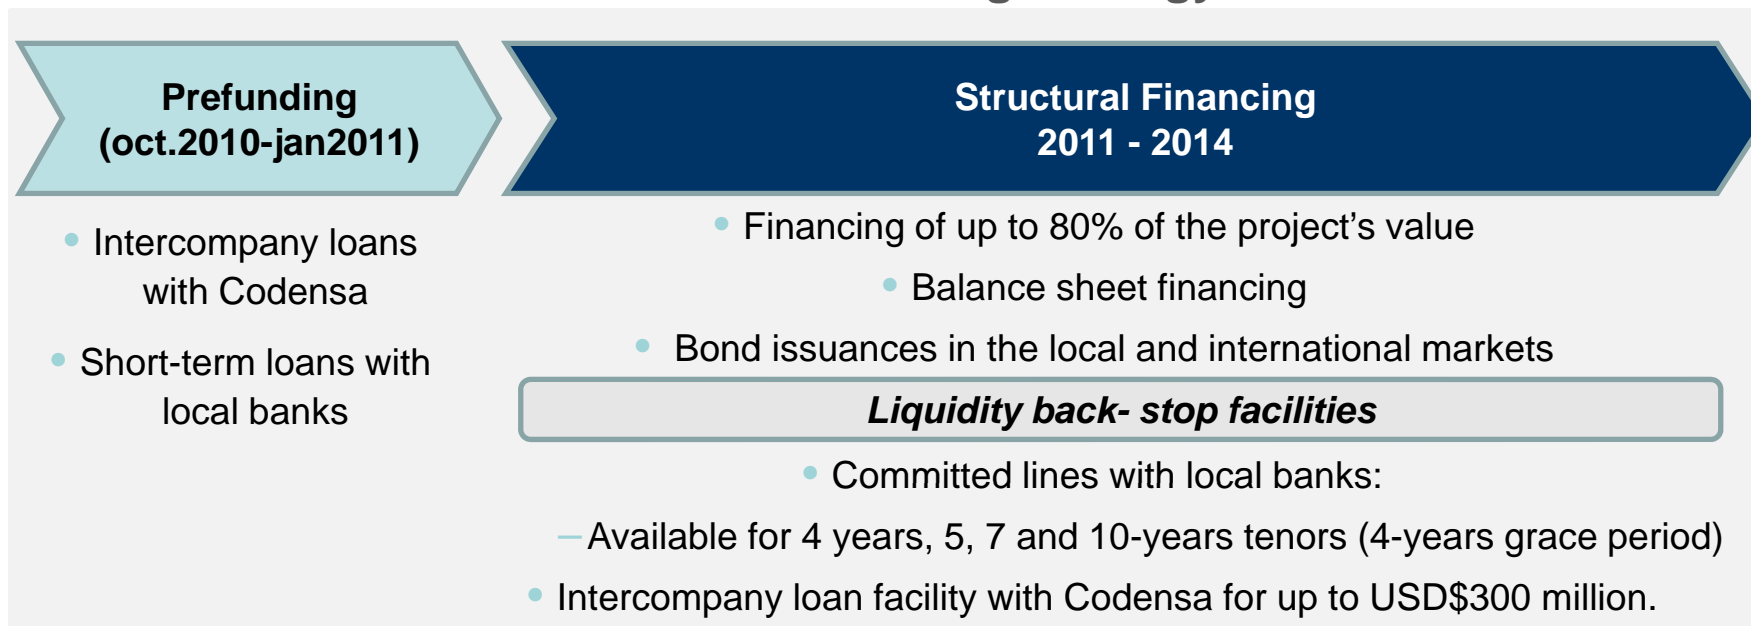 Prefunding
(oct.2010-jan2011)
Structural Financing
2011 - 2014
• Intercompany loans
with Codensa
• Short-term loans with
local banks
• Financing of up to 80% of the project's value
• Balance sheet financing
• Bond issuances in the local and international markets
Liquidity back- stop facilities
• Committed lines with local banks:
– Available for 4 years, 5, 7 and 10-years tenors (4-years grace period)
• Intercompany loan facility with Codensa for up to USD$300 million.